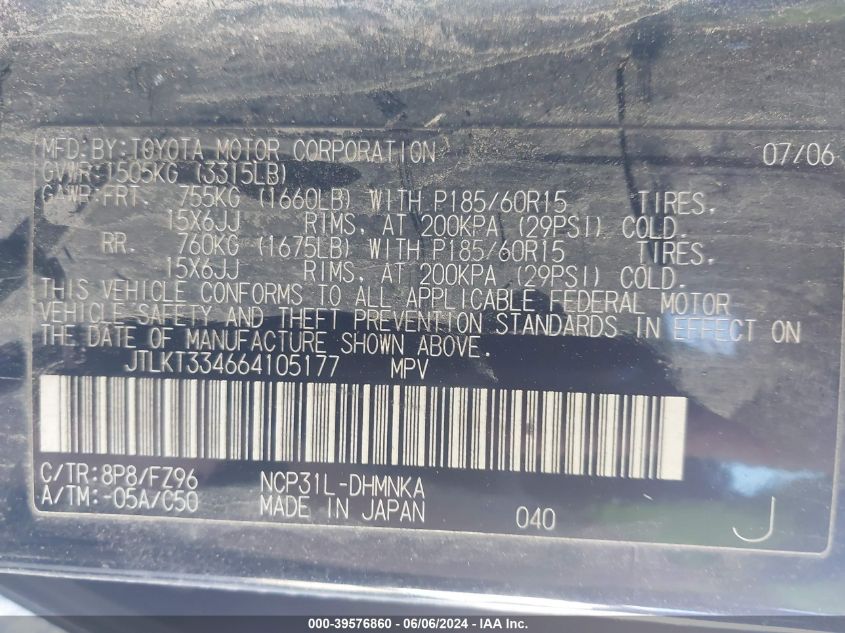 MFD.BY:TOYOTA MOTOR CORPORATION 07/06
GVWR:1505KG (3315LB)
GAWR:FRT. 755KG (1660LB) WITH P185/60R15 TIRES,
15X6JJ RIMS, AT 200KPA (29PSI) COLD.
RR. 760KG (1675LB) WITH P185/60R15 TIRES,
15X6JJ RIMS, AT 200KPA (29PSI) COLD.
THIS VEHICLE CONFORMS TO ALL APPLICABLE FEDERAL MOTOR
VEHICLE SAFETY AND THEFT PREVENTION STANDARDS IN EFFECT ON
THE DATE OF MANUFACTURE SHOWN ABOVE.
JTLKT334664105177 MPV
C/TR:8P8/FZ96 NCP31L-DHMNKA
A/TM:-05A/C50 MADE IN JAPAN 040 J
000-39576860 - 06/06/2024 - IAA Inc.